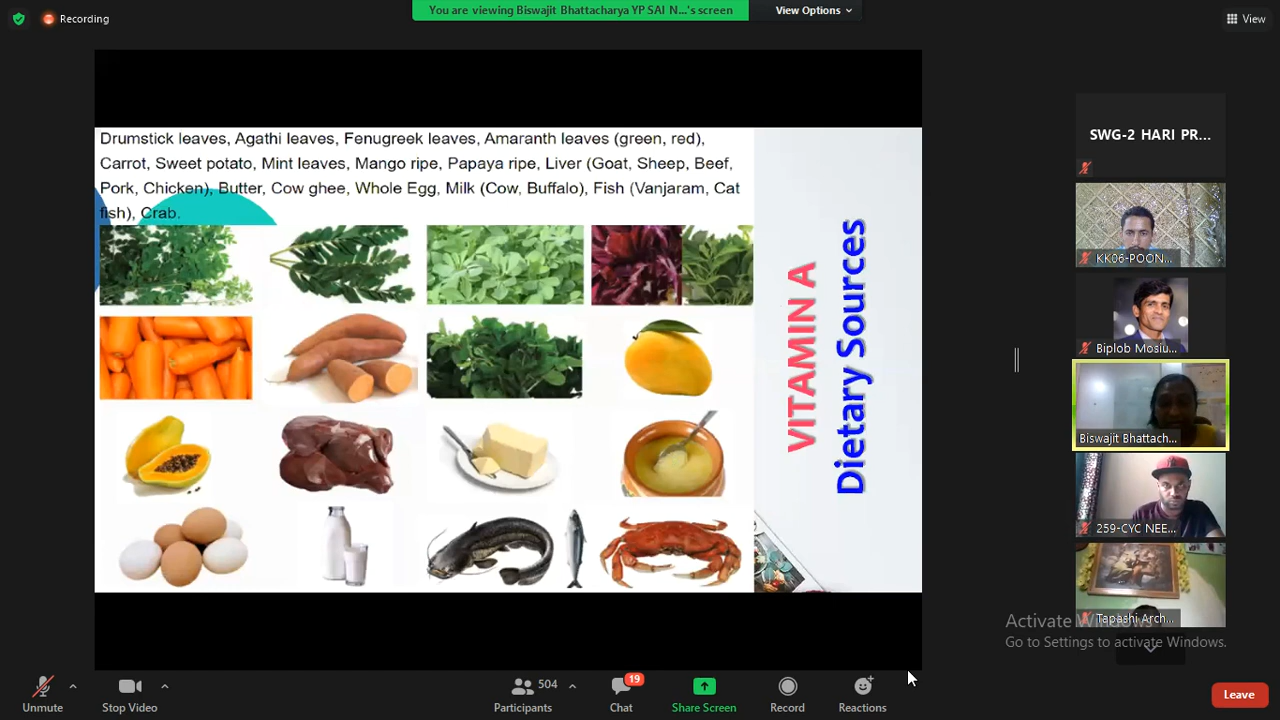 Recording
You are viewing Biswajit Bhattacharya YP SAI N...'s screen
View Options
View
Drumstick leaves, Agathi leaves, Fenugreek leaves, Amaranth leaves (green, red),
Carrot, Sweet potato, Mint leaves, Mango ripe, Papaya ripe, Liver (Goat, Sheep, Beef,
Pork, Chicken), Butter, Cow ghee, Whole Egg, Milk (Cow, Buffalo), Fish (Vanjaram, Cat
fish), Crab.
VITAMIN A
Dietary Sources
SWG-2 HARI PR...
KK06-POON...
Biplob Mosiu...
Biswajit Bhattach...
259-CYC NEE...
Tapashi Arch...
Activate Windows
Go to Settings to activate Windows.
Unmute
Stop Video
504
Participants
19
Chat
Share Screen
Record
Reactions
Leave